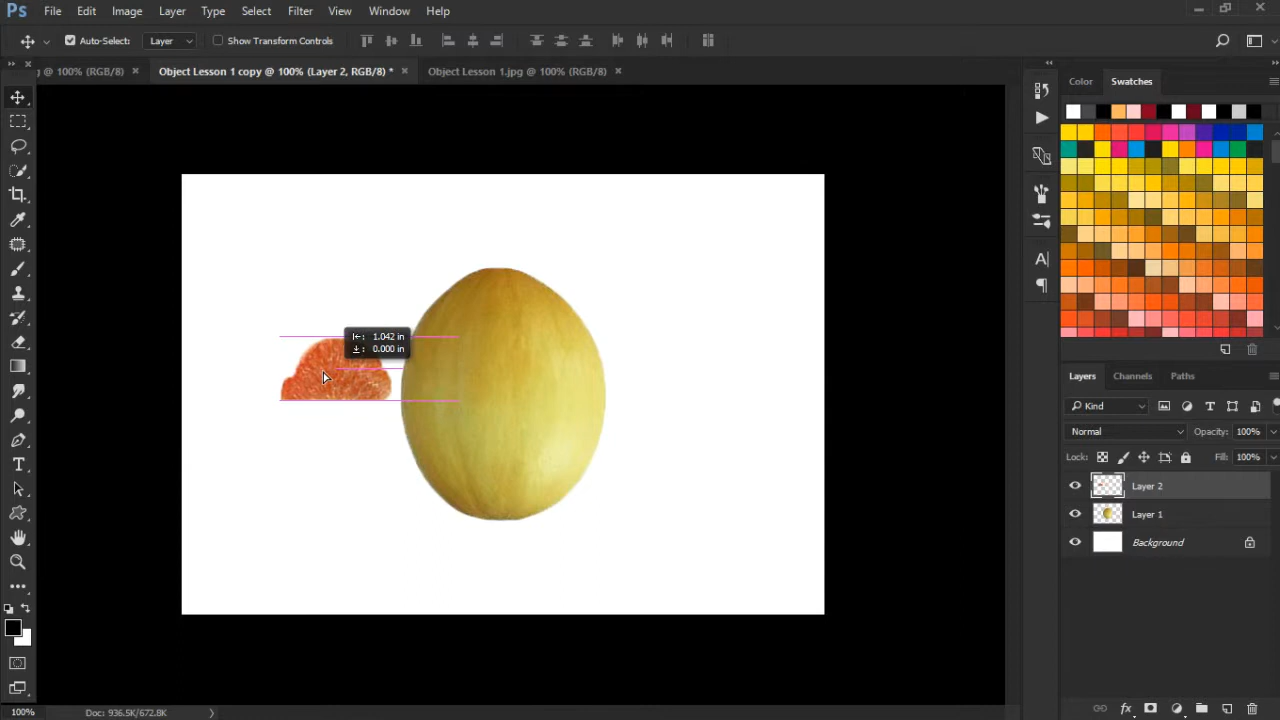 Ps File Edit Image Layer Type Select Filter 3D View Window Help
Auto-Select: Layer Show Transform Controls
g @ 100% (RGB/8) × Object Lesson 1 copy @ 100% (Layer 2, RGB/8) * × Object Lesson 1.jpg @ 100% (RGB/8) ×
Color Swatches
1.042 in
0.000 in
Layers Channels Paths
Kind
Normal Opacity: 100%
Lock: Fill: 100%
Layer 2
Layer 1
Background
100% Doc: 936.5K/672.8K